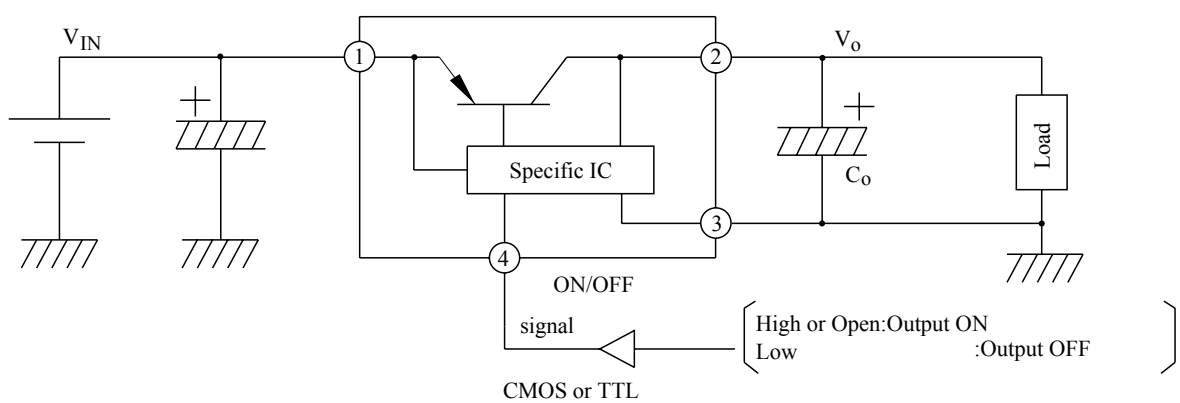 V_IN
1
2
V_o
+
+
Specific IC
Load
C_o
3
4
ON/OFF
signal
High or Open:Output ON
Low :Output OFF
CMOS or TTL